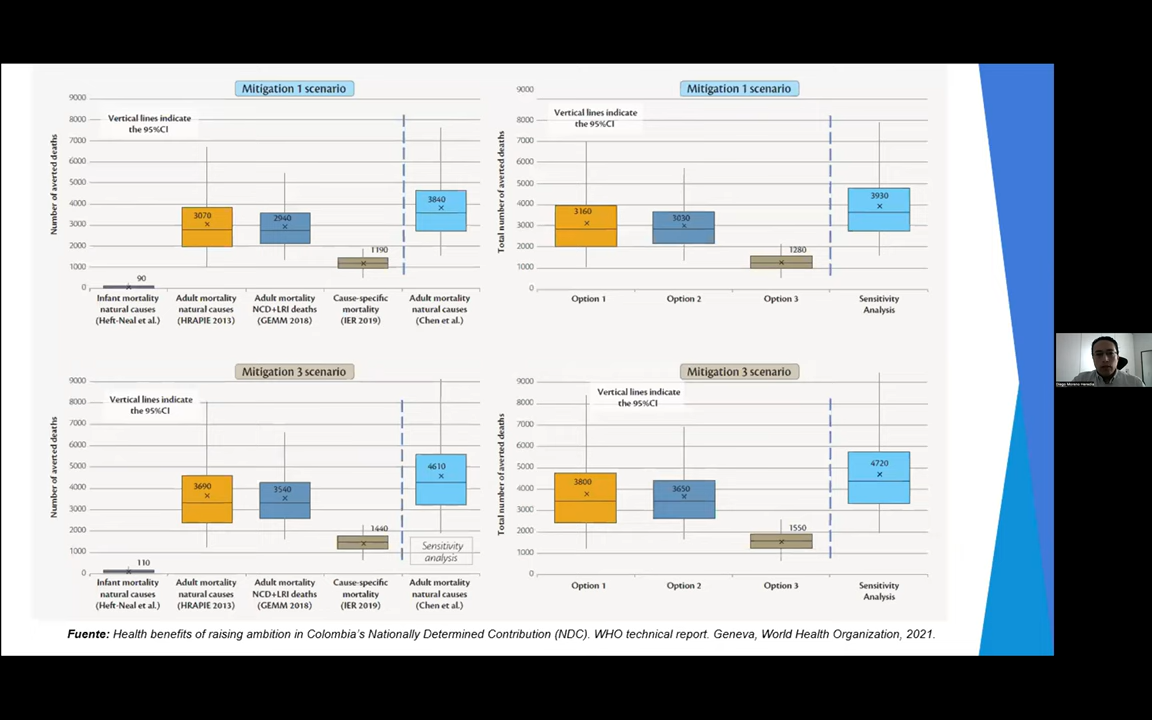 Mitigation 1 scenario
Number of averted deaths
9000
8000
7000
6000
5000
4000
3000
2000
1000
0
Vertical lines indicate
the 95%CI
90
3070
2940
1190
3840
Infant mortality
natural causes
(Heft-Neal et al.)
Adult mortality
natural causes
(HRAPIE 2013)
Adult mortality
NCD+LRI deaths
(GEMM 2018)
Cause-specific
mortality
(IER 2019)
Adult mortality
natural causes
(Chen et al.)
Mitigation 1 scenario
Total number of averted deaths
9000
8000
7000
6000
5000
4000
3000
2000
1000
0
Vertical lines indicate
the 95%CI
3160
3030
1280
3930
Option 1
Option 2
Option 3
Sensitivity
Analysis
Mitigation 3 scenario
Number of averted deaths
9000
8000
7000
6000
5000
4000
3000
2000
1000
0
Vertical lines indicate
the 95%CI
110
3690
3540
1440
4610
Sensitivity
analysis
Infant mortality
natural causes
(Heft-Neal et al.)
Adult mortality
natural causes
(HRAPIE 2013)
Adult mortality
NCD+LRI deaths
(GEMM 2018)
Cause-specific
mortality
(IER 2019)
Adult mortality
natural causes
(Chen et al.)
Mitigation 3 scenario
Total number of averted deaths
9000
8000
7000
6000
5000
4000
3000
2000
1000
0
Vertical lines indicate
the 95%CI
3800
3650
1550
4720
Option 1
Option 2
Option 3
Sensitivity
Analysis
Fuente: Health benefits of raising ambition in Colombia's Nationally Determined Contribution (NDC). WHO technical report. Geneva, World Health Organization, 2021.
Diego Moreno Heredia